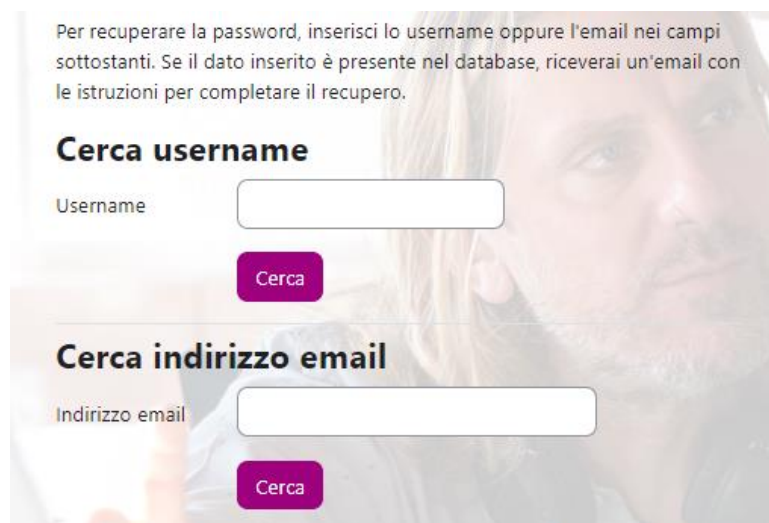 Per recuperare la password, inserisci lo username oppure l'email nei campi
sottostanti. Se il dato inserito è presente nel database, riceverai un'email con
le istruzioni per completare il recupero.
Cerca username
Username
Cerca
Cerca indirizzo email
Indirizzo email
Cerca